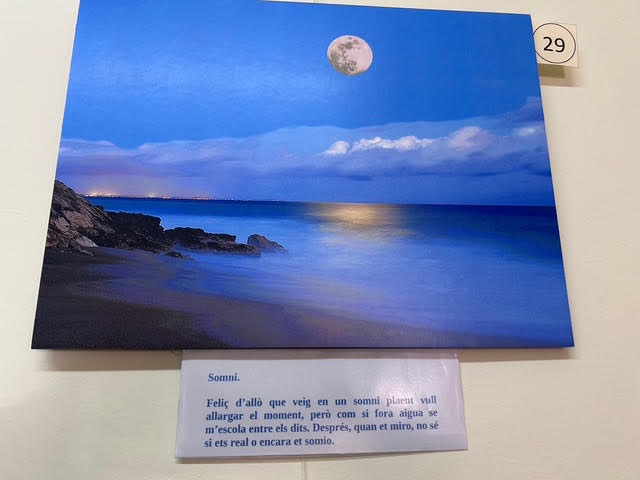 29
Somni.
Feliç d’allò que veig en un somni plaent vull
allargar el moment, però com si fora aigua se
m’escola entre els dits. Després, quan et miro, no sé
si ets real o encara et somio.